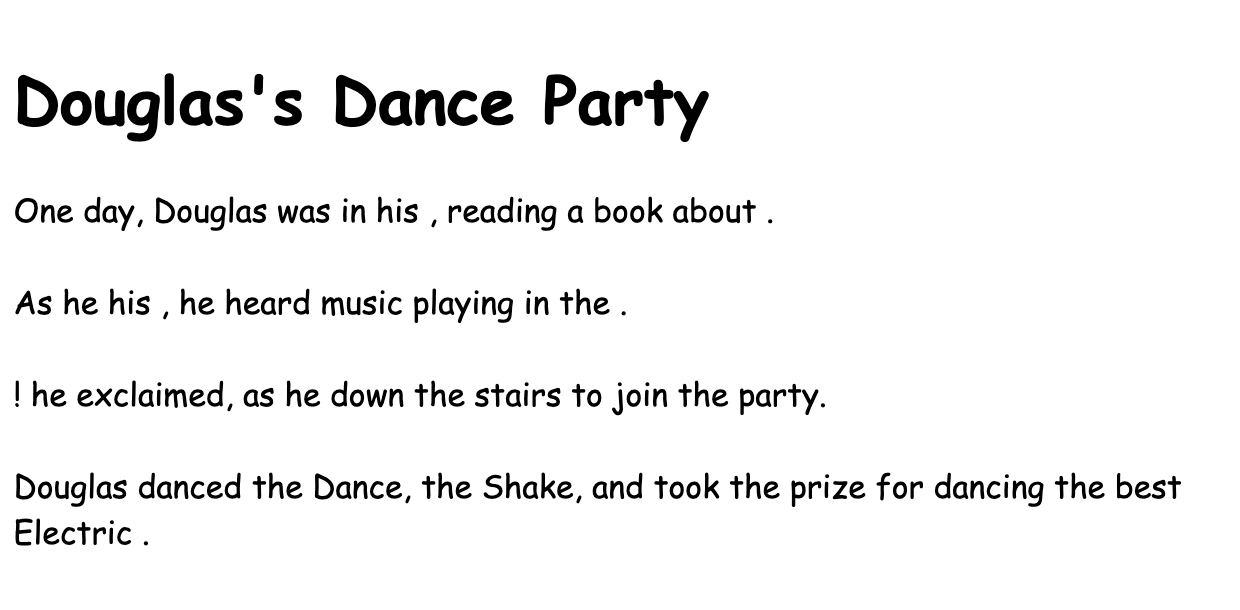 Douglas's Dance Party
One day, Douglas was in his , reading a book about .
As he his , he heard music playing in the .
! he exclaimed, as he down the stairs to join the party.
Douglas danced the Dance, the Shake, and took the prize for dancing the best
Electric .